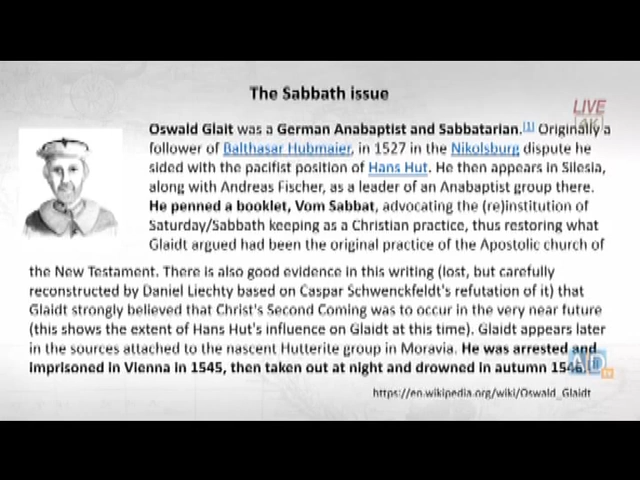 The Sabbath issue
LIVE
4K
Oswald Glait was a German Anabaptist and Sabbatarian.[1] Originally a
follower of Balthasar Hubmaier, in 1527 in the Nikolsburg dispute he
sided with the pacifist position of Hans Hut. He then appears in Silesia,
along with Andreas Fischer, as a leader of an Anabaptist group there.
He penned a booklet, Vom Sabbat, advocating the (re)institution of
Saturday/Sabbath keeping as a Christian practice, thus restoring what
Glaidt argued had been the original practice of the Apostolic church of
the New Testament. There is also good evidence in this writing (lost, but carefully
reconstructed by Daniel Liechty based on Caspar Schwenckfeldt's refutation of it) that
Glaidt strongly believed that Christ's Second Coming was to occur in the very near future
(this shows the extent of Hans Hut's influence on Glaidt at this time). Glaidt appears later
in the sources attached to the nascent Hutterite group in Moravia. He was arrested and
imprisoned in Vienna in 1545, then taken out at night and drowned in autumn 1546.
https://en.wikipedia.org/wiki/Oswald_Glaidt